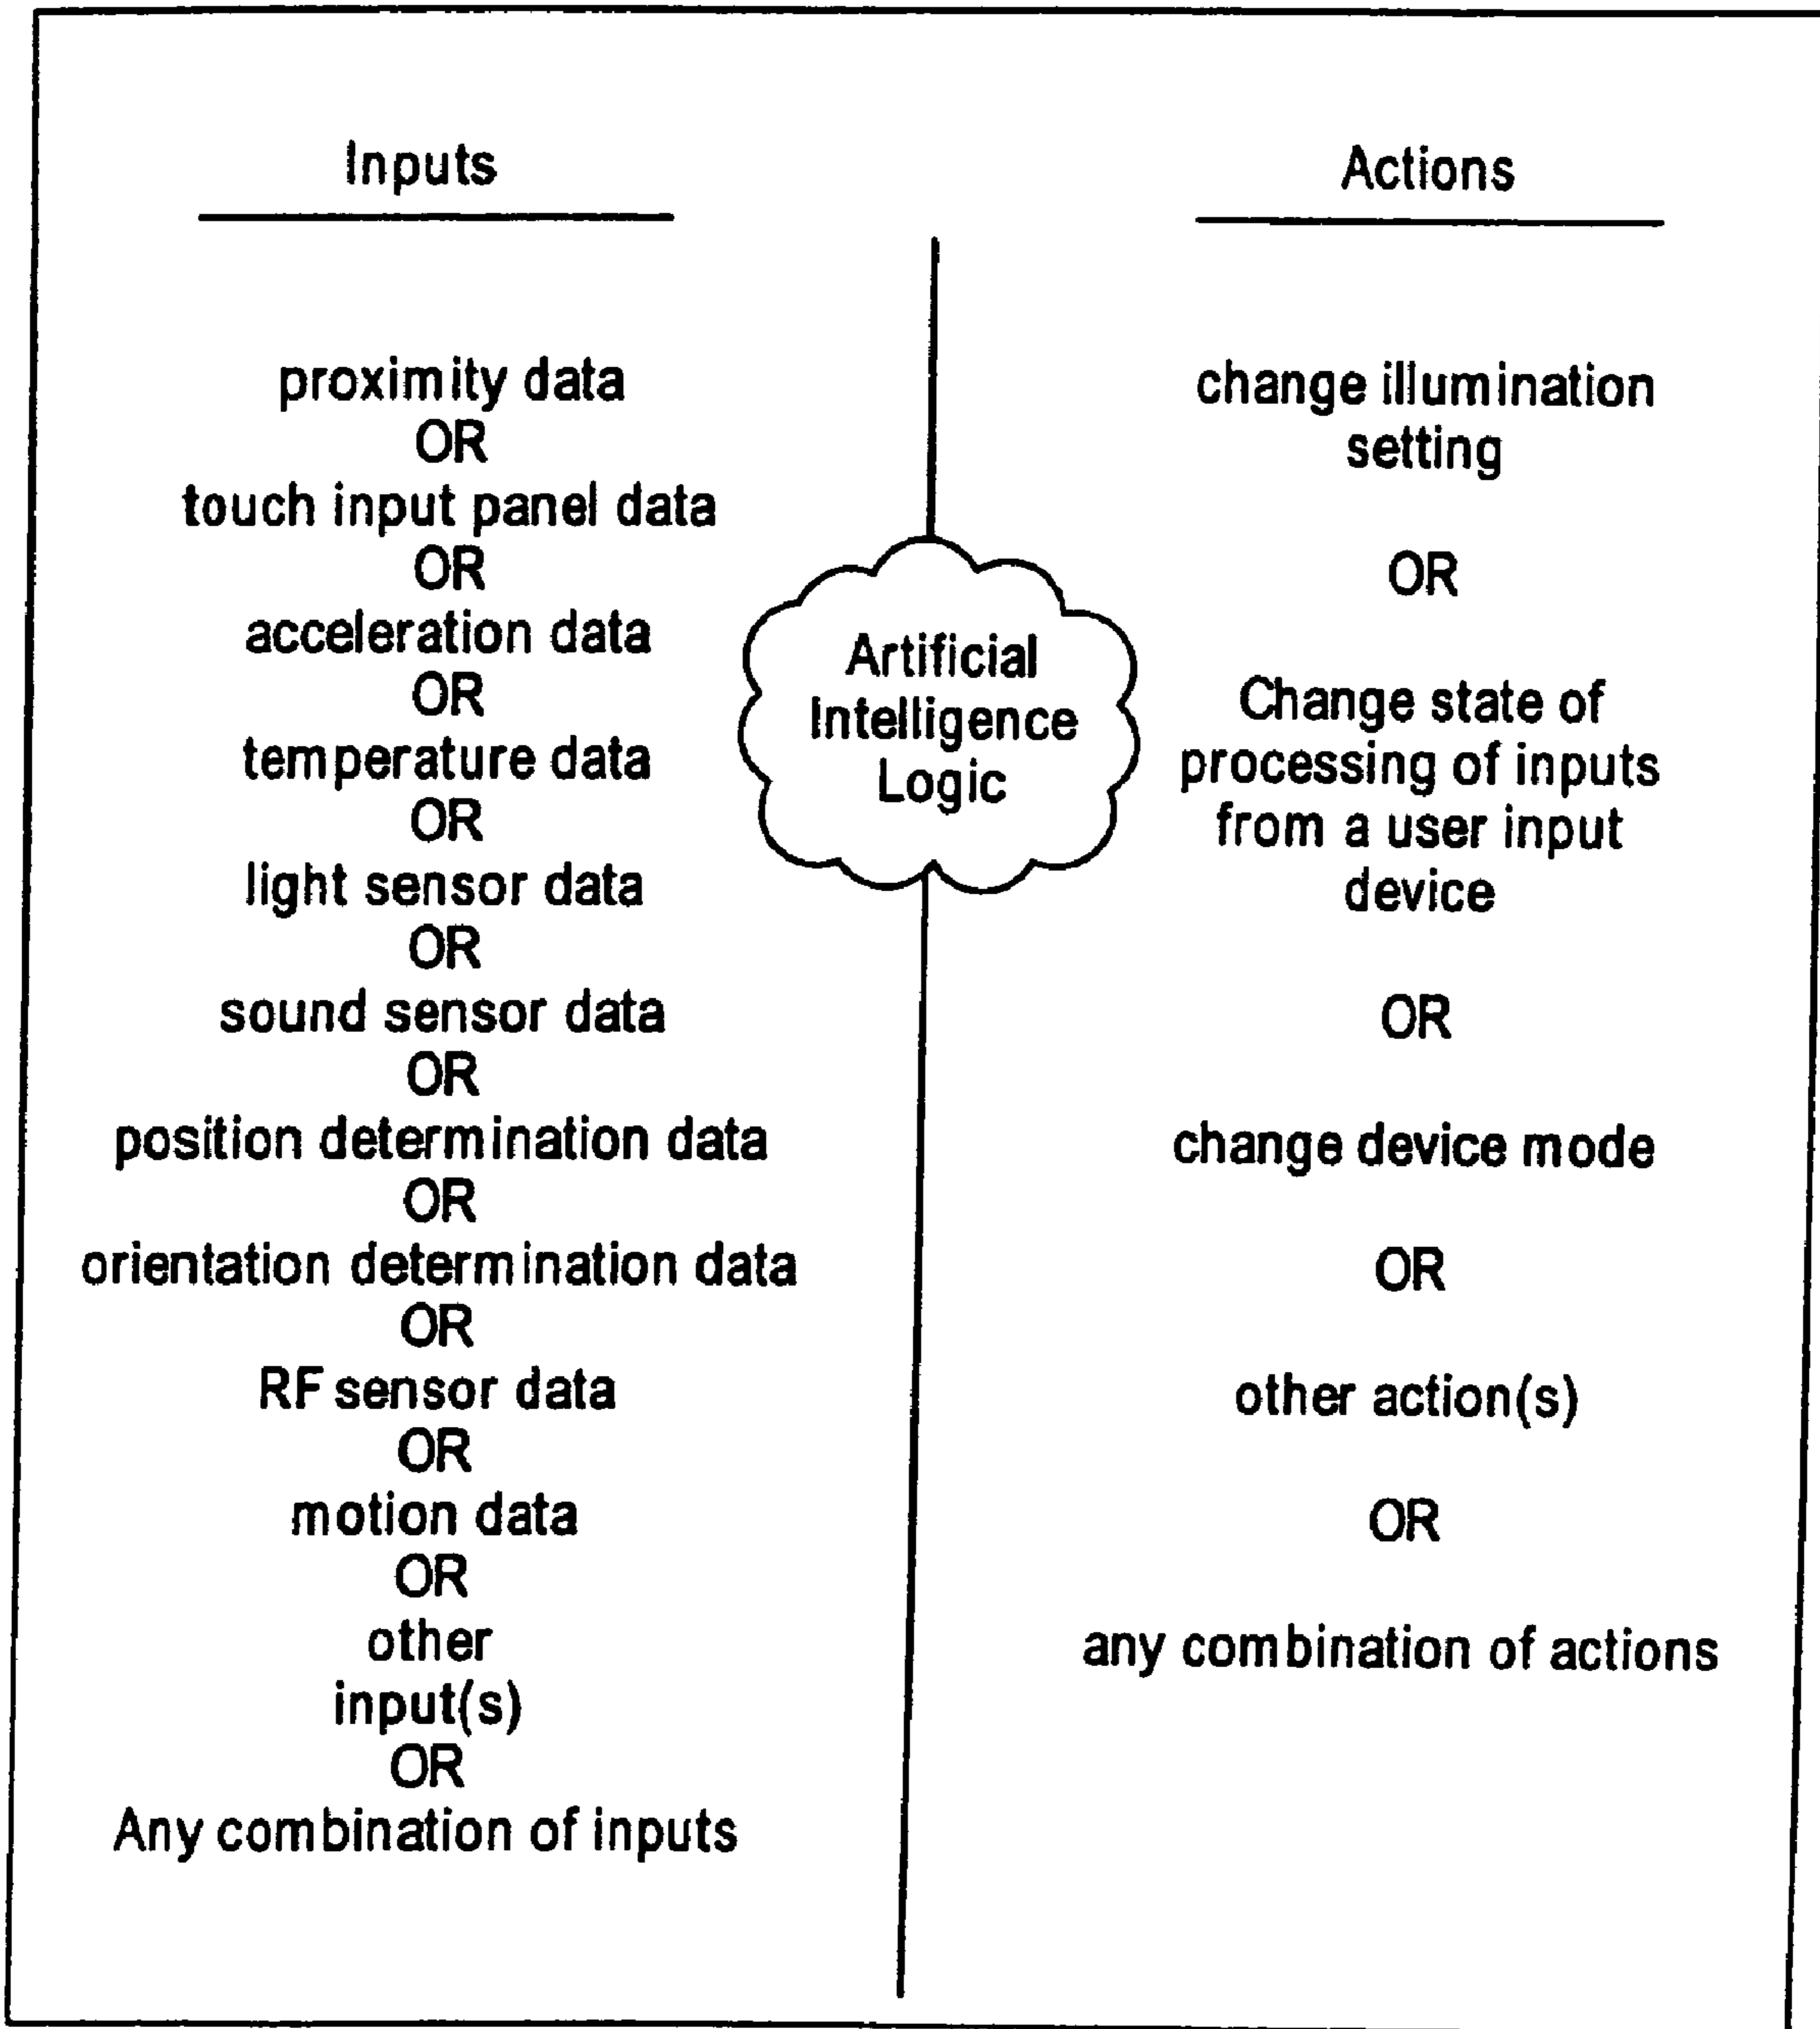 Inputs
proximity data
OR
touch input panel data
OR
acceleration data
OR
temperature data
OR
light sensor data
OR
sound sensor data
OR
position determination data
OR
orientation determination data
OR
RF sensor data
OR
motion data
OR
other
input(s)
OR
Any combination of inputs
Artificial
Intelligence
Logic
Actions
change illumination
setting
OR
Change state of
processing of inputs
from a user input
device
OR
change device mode
OR
other action(s)
OR
any combination of actions